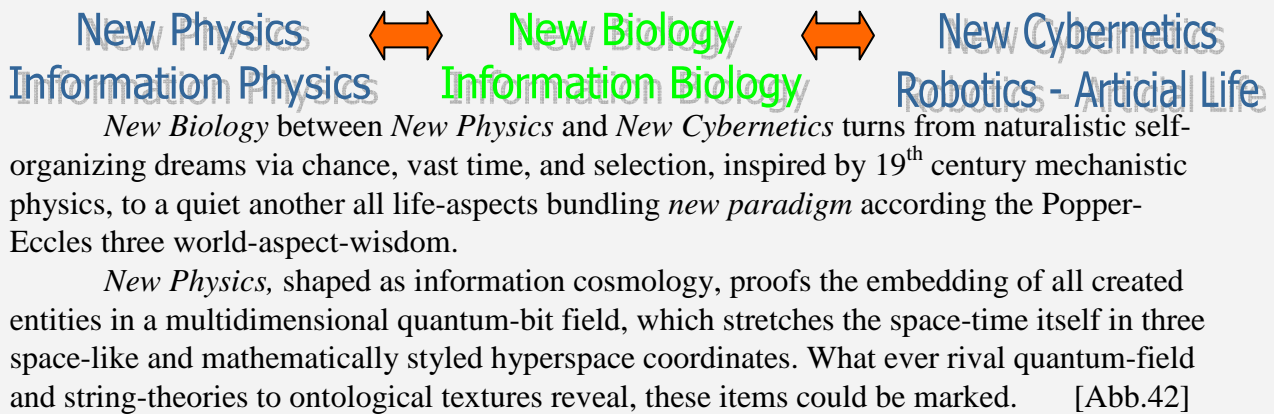 New Physics New Biology New Cybernetics
Information Physics Information Biology Robotics - Articial Life
New Biology between New Physics and New Cybernetics turns from naturalistic self-
organizing dreams via chance, vast time, and selection, inspired by 19th century mechanistic
physics, to a quiet another all life-aspects bundling new paradigm according the Popper-
Eccles three world-aspect-wisdom.
New Physics, shaped as information cosmology, proofs the embedding of all created
entities in a multidimensional quantum-bit field, which stretches the space-time itself in three
space-like and mathematically styled hyperspace coordinates. What ever rival quantum-field
and string-theories to ontological textures reveal, these items could be marked. [Abb.42]